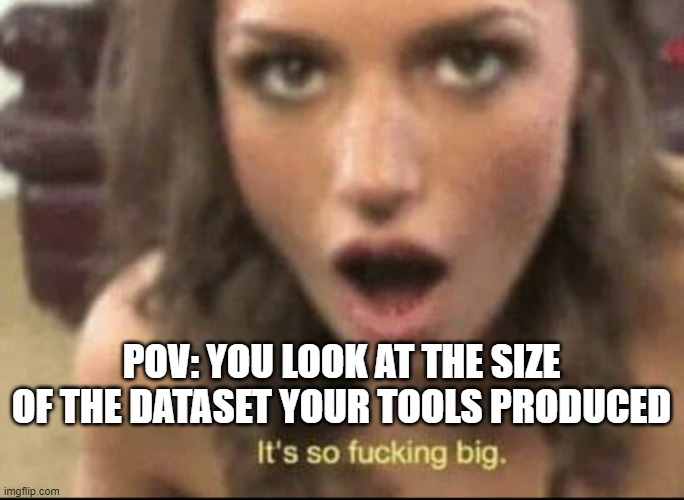 POV: YOU LOOK AT THE SIZE
OF THE DATASET YOUR TOOLS PRODUCED
It's so fucking big.
imgflip.com